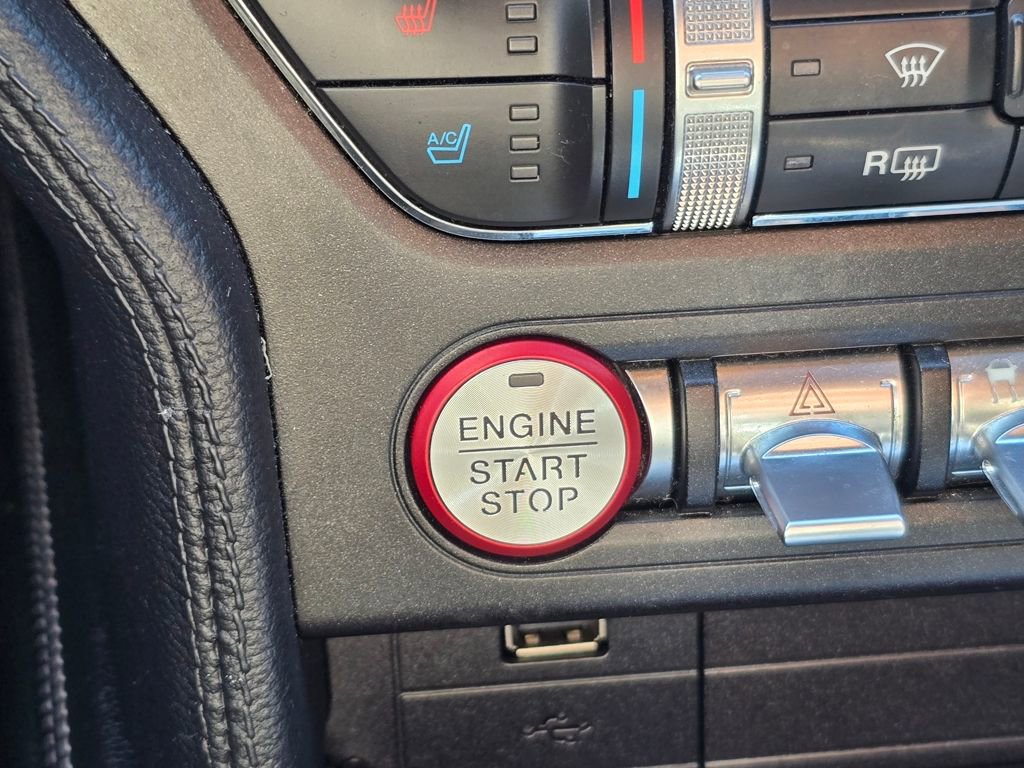 A/C
R
ENGINE
START
STOP